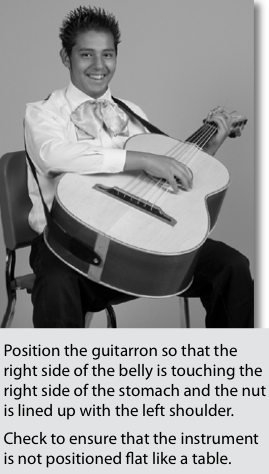 Position the guitarron so that the
right side of the belly is touching the
right side of the stomach and the nut
is lined up with the left shoulder.
Check to ensure that the instrument
is not positioned flat like a table.